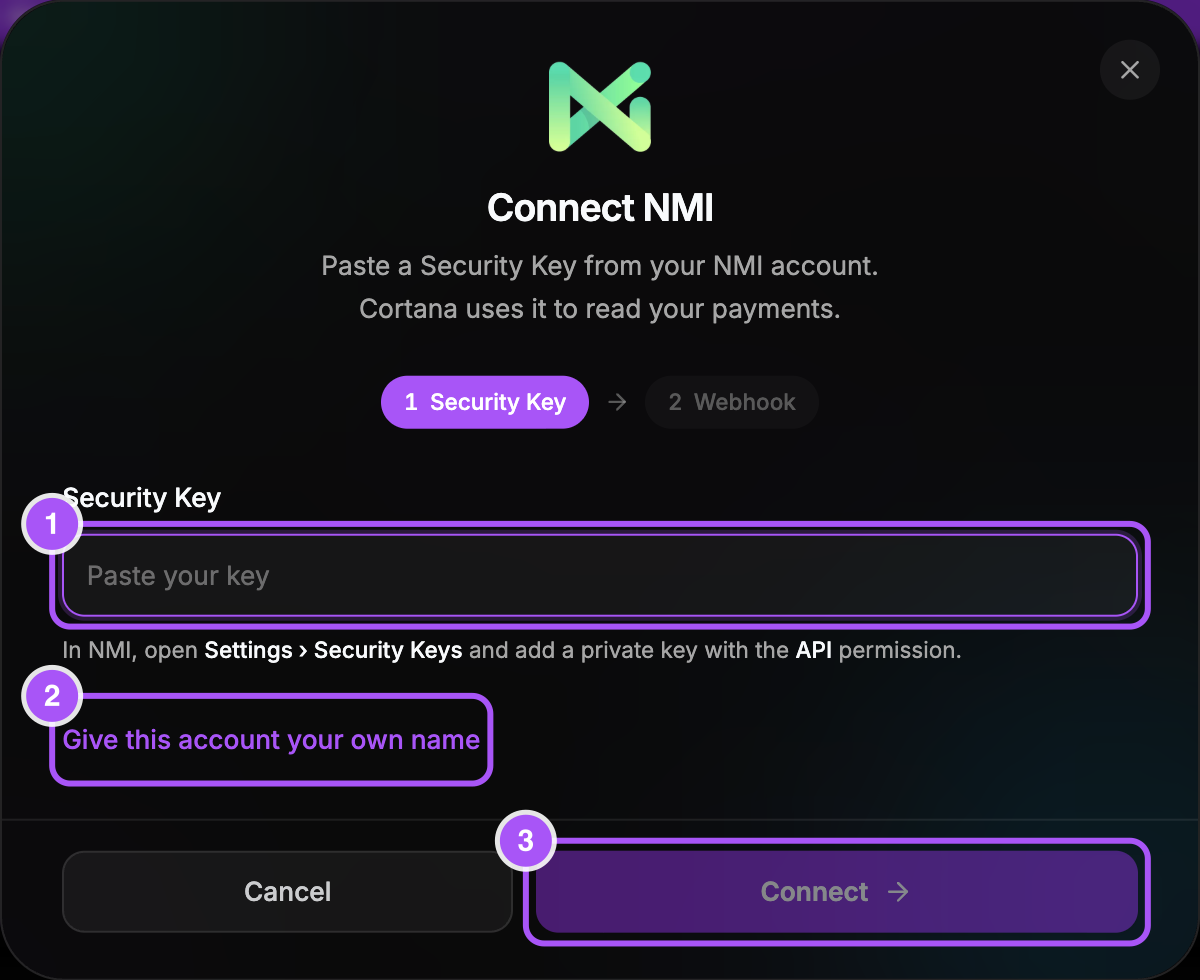 Connect NMI
Paste a Security Key from your NMI account.
Cortana uses it to read your payments.
1 Security Key → 2 Webhook
Security Key
1
Paste your key
In NMI, open Settings › Security Keys and add a private key with the API permission.
2
Give this account your own name
3
Cancel
Connect →